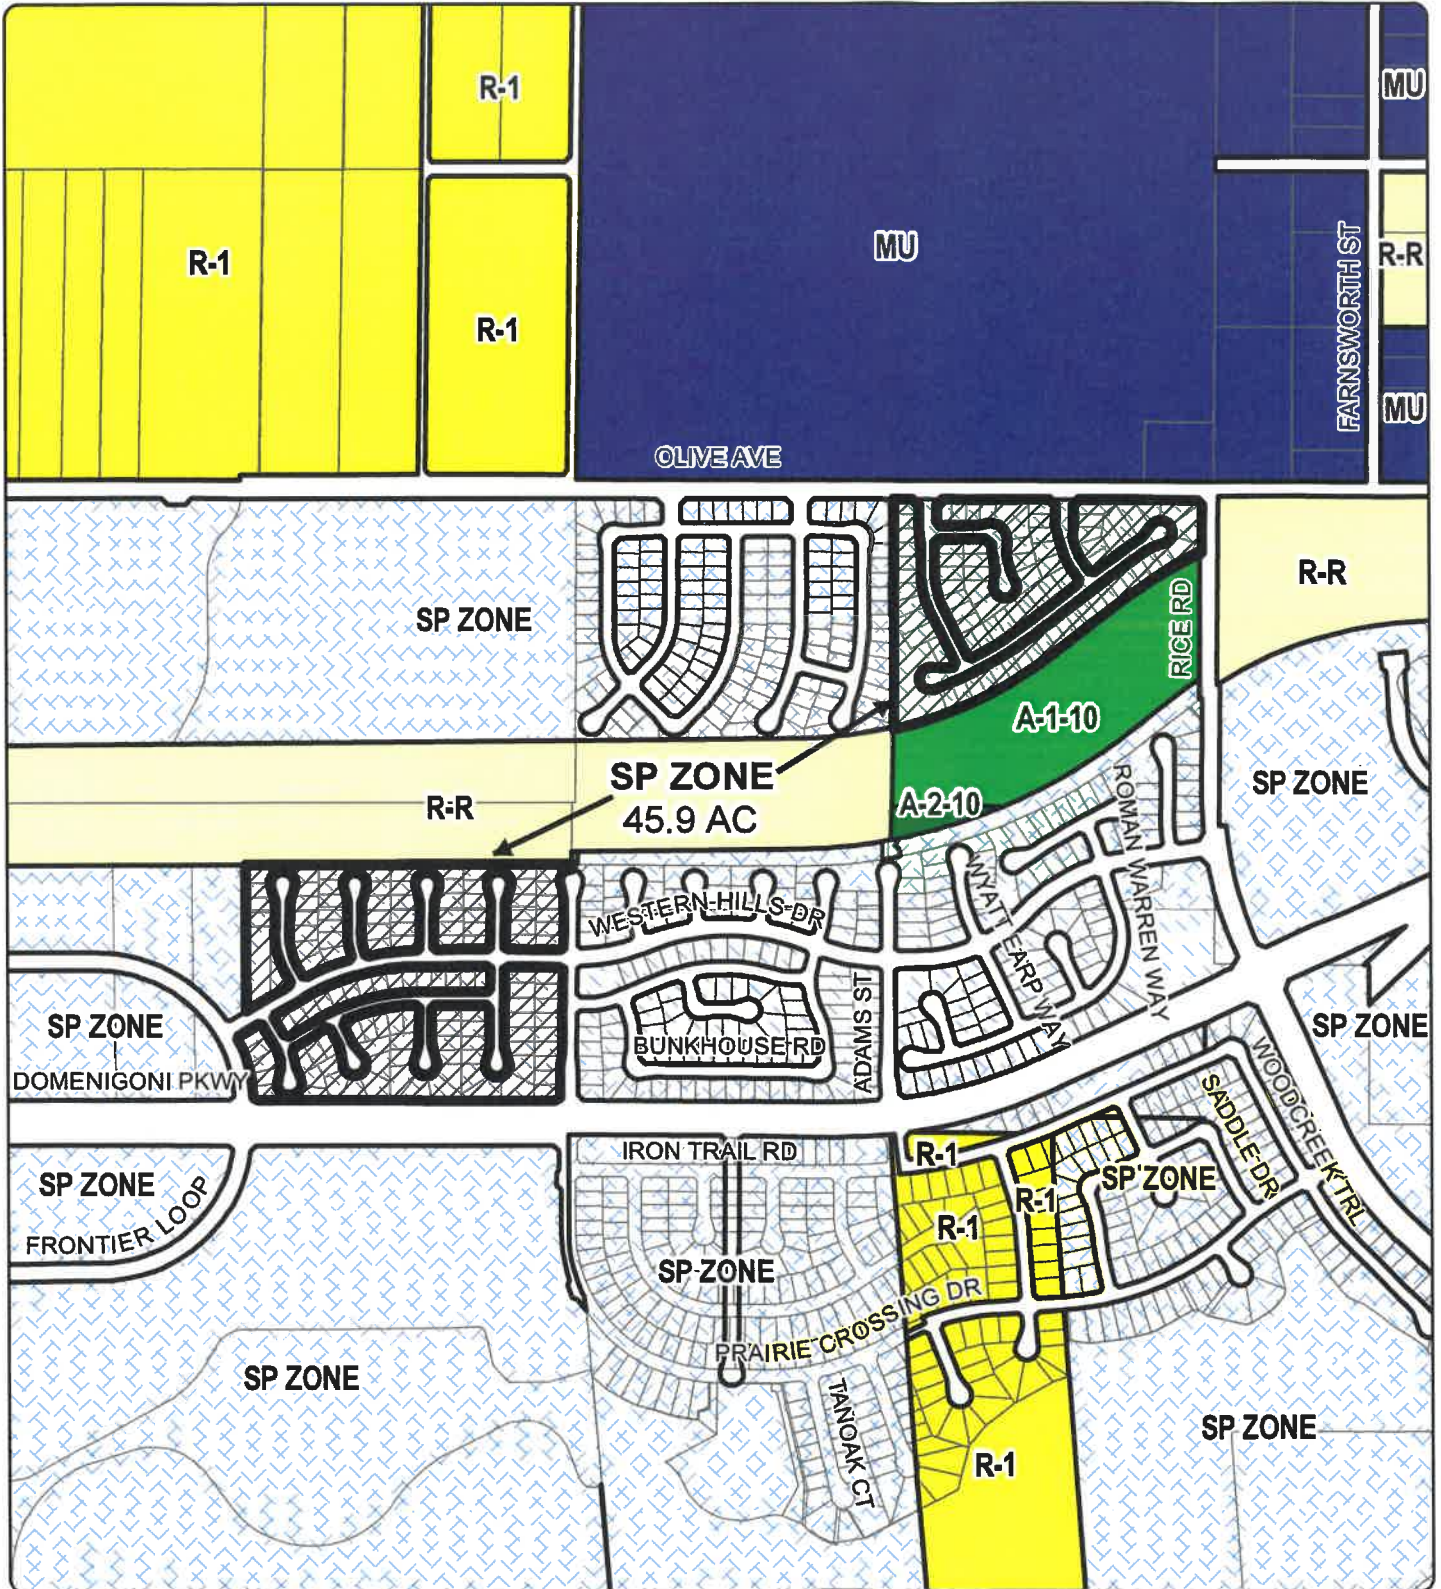 R-1
MU
R-1
MU
FARNSWORTH ST
R-R
R-1
MU
OLIVE AVE
SP ZONE
R-R
RICE RD
A-1-10
SP ZONE
45.9 AC
R-R
A-2-10
ROMAN WARREN WAY
SP ZONE
WESTERN HILLS DR
WYATT EARP WAY
SP ZONE
DOMENIGONI PKWY
BUNKHOUSE RD
ADAMS ST
SP ZONE
IRON TRAIL RD
R-1
SADDLE DR
WOODCREEK TRL
SP ZONE
FRONTIER LOOP
R-1
R-1
SP ZONE
SP ZONE
PRAIRIE CROSSING DR
SP ZONE
TANOAK CT
R-1
SP ZONE